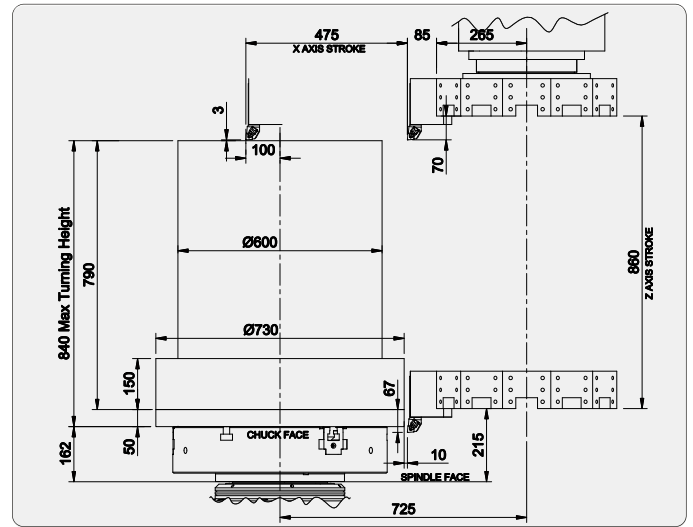 475
X AXIS STROKE
85
265
3
100
70
Ø600
840 Max Turning Height
790
860
Z AXIS STROKE
Ø730
150
67
50
CHUCK FACE
162
10
215
SPINDLE FACE
725